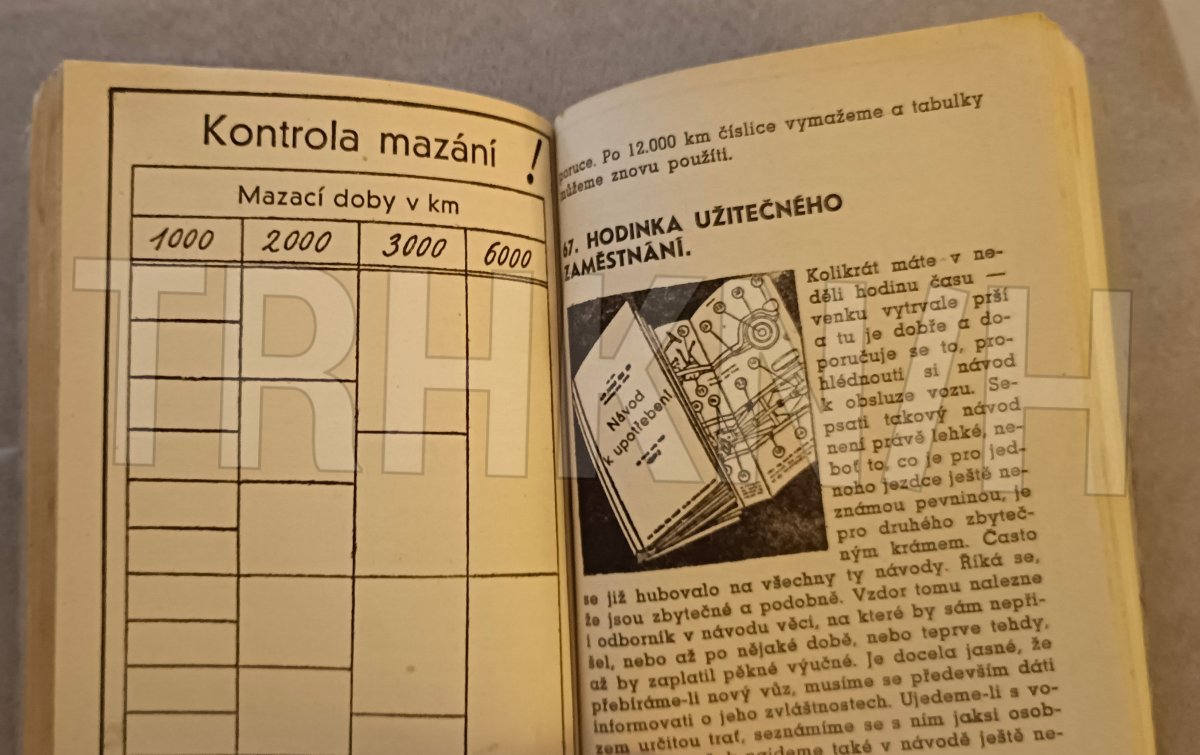 Kontrola mazání !
Mazací doby v km
1000 2000 3000 6000
poruce. Po 12.000 km číslice vymažeme a tabulky
můžeme znovu použíti.
67. HODINKA UŽITEČNÉHO
ZAMĚSTNÁNÍ.
Návod
k upotřebení
Kolikrát máte v ne-
děli hodinu času —
venku vytrvale prší
a tu je dobře a do-
poručuje se to, pro-
hlédnouti si návod
k obsluze vozu. Se-
psati takový návod
není právě lehké, ne-
boť to, co je pro jed-
noho jezdce ještě ne-
známou pevninou, je
pro druhého zbyteč-
ným krámem. Často
se již hubovalo na všechny ty návody. Říká se,
že jsou zbytečné a podobně. Vzdor tomu nalezne
i odborník v návodu věci, na které by sám nepři-
šel, nebo až po nějaké době, nebo teprve tehdy,
až by zaplatil pěkné výučné. Je docela jasné, že
přebíráme-li nový vůz, musíme se především dáti
informovati o jeho zvláštnostech. Ujedeme-li s vo-
zem určitou trať, seznámíme se s ním jaksi osob-
najdeme také v návodě ještě ne-
TRHKNIH